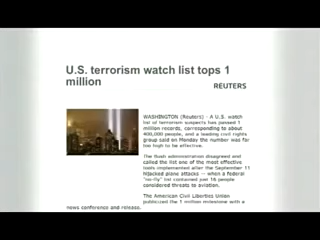 U.S. terrorism watch list tops 1
million
REUTERS
WASHINGTON (Reuters) - A U.S. watch
list of terrorism suspects has passed 1
million records, corresponding to about
400,000 people, and a leading civil rights
group said on Monday the number was far
too high to be effective.
The Bush administration disagreed and
called the list one of the most effective
tools implemented after the September 11
hijacked plane attacks -- when a federal
"no-fly" list contained just 16 people
considered threats to aviation.
The American Civil Liberties Union
publicized the 1 million milestone with a
news conference and release.